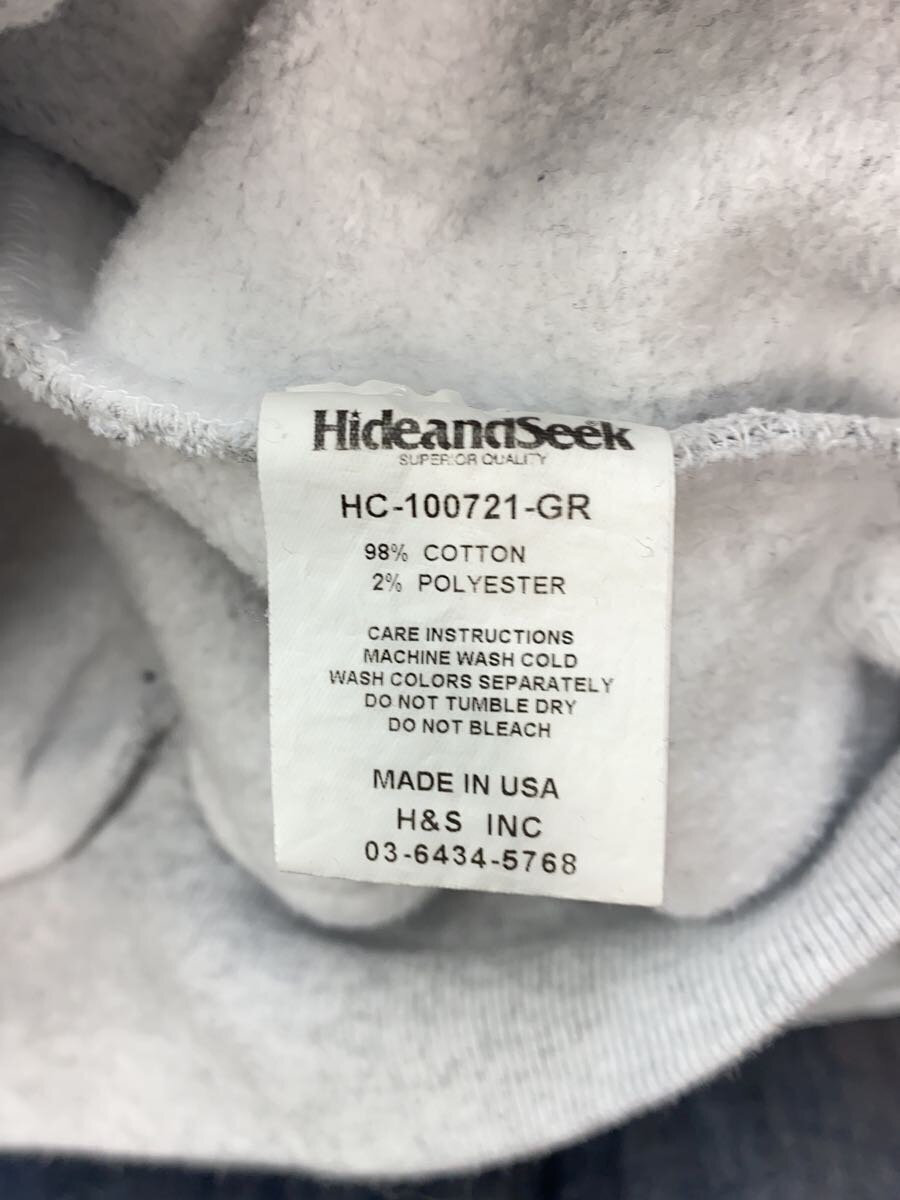 HideandSeek
SUPERIOR QUALITY
HC-100721-GR
98% COTTON
2% POLYESTER
CARE INSTRUCTIONS
MACHINE WASH COLD
WASH COLORS SEPARATELY
DO NOT TUMBLE DRY
DO NOT BLEACH
MADE IN USA
H&S INC
03-6434-5768